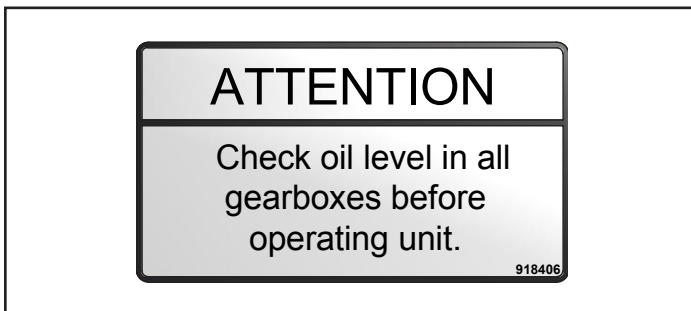 ATTENTION
Check oil level in all
gearboxes before
operating unit.
918406